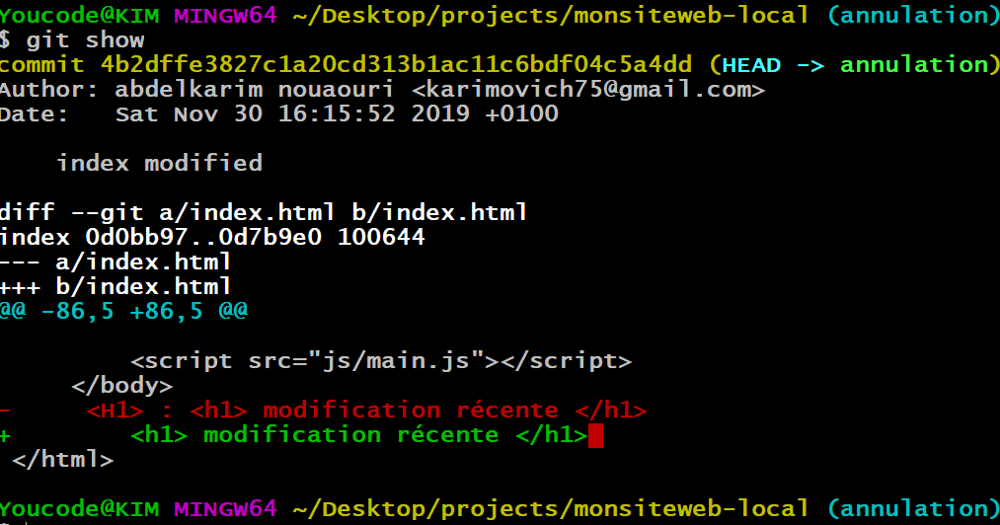 Youcode@KIM MINGW64 ~/Desktop/projects/monsiteweb-local (annulation)
$ git show
commit 4b2dffe3827c1a20cd313b1ac11c6bdf04c5a4dd (HEAD -> annulation)
Author: abdelkarim nouaouri <karimovich75@gmail.com>
Date:   Sat Nov 30 16:15:52 2019 +0100
    index modified
diff --git a/index.html b/index.html
index 0d0bb97..0d7b9e0 100644
--- a/index.html
+++ b/index.html
@@ -86,5 +86,5 @@
         <script src="js/main.js"></script>
     </body>
-     <H1> : <h1> modification récente </h1>
+        <h1> modification récente </h1>
 </html>
Youcode@KIM MINGW64 ~/Desktop/projects/monsiteweb-local (annulation)